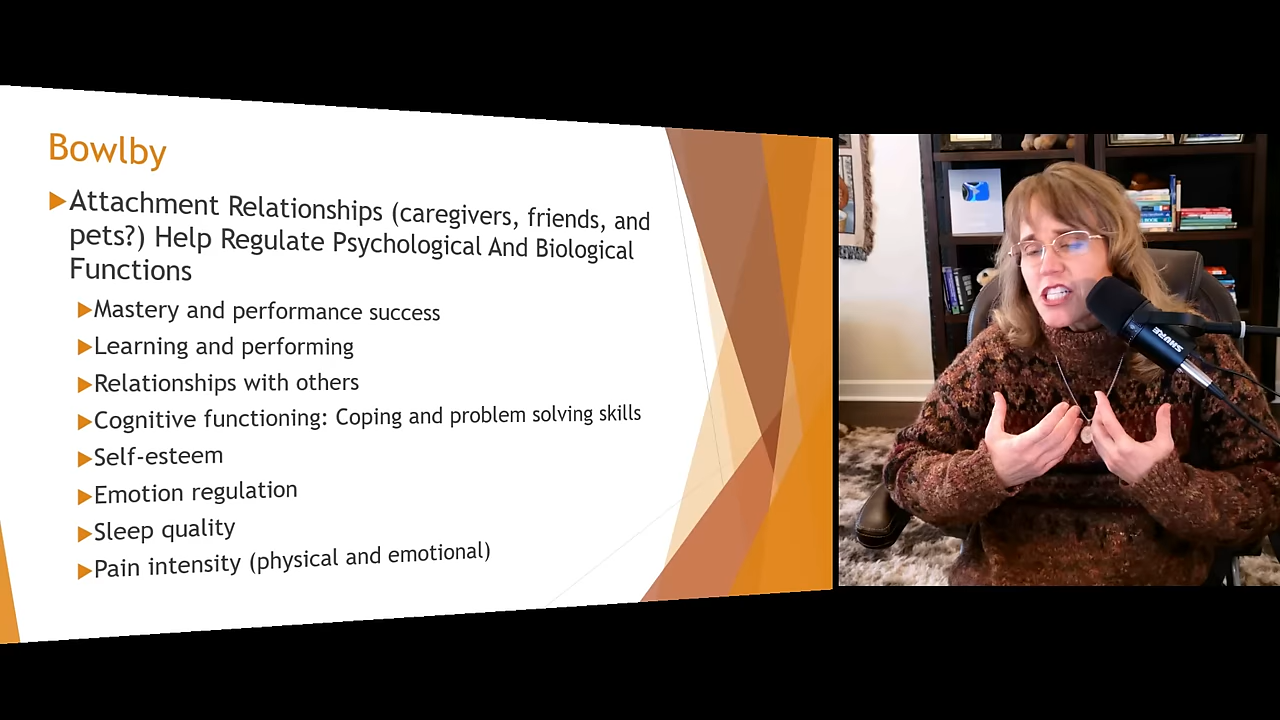 Bowlby
Attachment Relationships (caregivers, friends, and
pets?) Help Regulate Psychological And Biological
Functions
Mastery and performance success
Learning and performing
Relationships with others
Cognitive functioning: Coping and problem solving skills
Self-esteem
Emotion regulation
Sleep quality
Pain intensity (physical and emotional)
SHURE